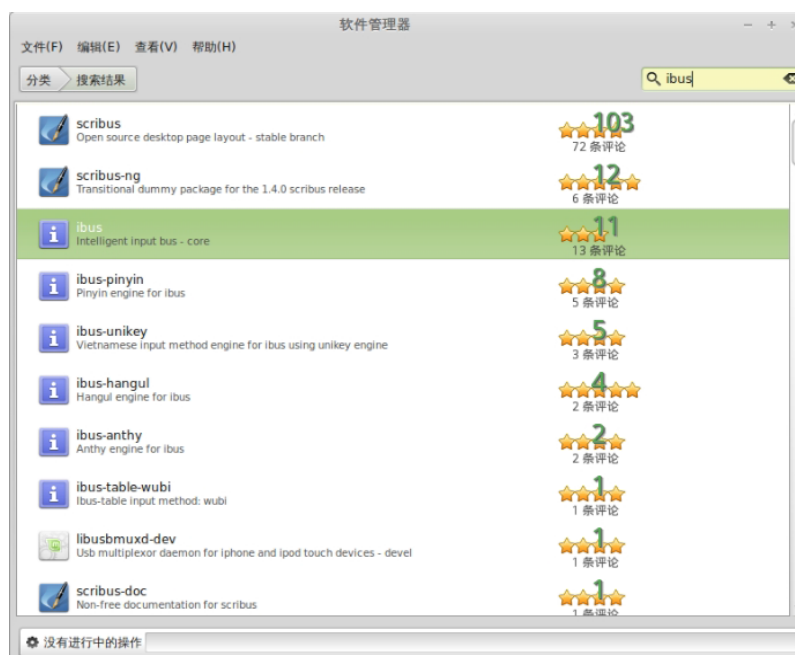 软件管理器
文件(F) 编辑(E) 查看(V) 帮助(H)
分类 搜索结果 ibus
scribus 103
Open source desktop page layout - stable branch 72 条评论
scribus-ng 12
Transitional dummy package for the 1.4.0 scribus release 6 条评论
ibus 11
Intelligent input bus - core 13 条评论
ibus-pinyin 8
Pinyin engine for ibus 5 条评论
ibus-unikey 5
Vietnamese input method engine for ibus using unikey engine 3 条评论
ibus-hangul 4
Hangul engine for ibus 2 条评论
ibus-anthy 2
Anthy engine for ibus 2 条评论
ibus-table-wubi 1
Ibus-table input method: wubi 1 条评论
libusbmuxd-dev 1
Usb multiplexor daemon for iphone and ipod touch devices - devel 1 条评论
scribus-doc 1
Non-free documentation for scribus 1 条评论
没有进行中的操作